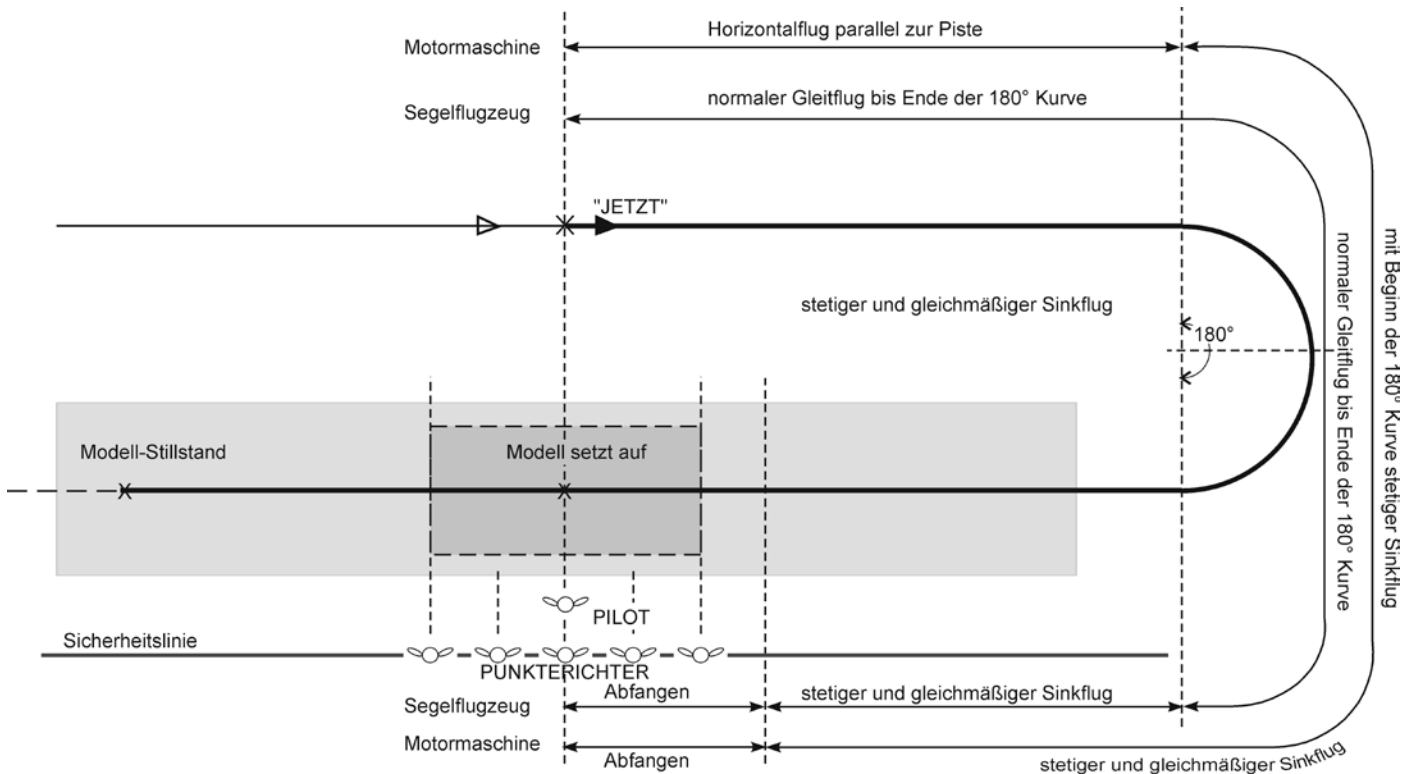 Horizontalflug parallel zur Piste
Motormaschine
normaler Gleitflug bis Ende der 180° Kurve
Segelflugzeug
"JETZT"
stetiger und gleichmäßiger Sinkflug
180°
normaler Gleitflug bis Ende der 180° Kurve
mit Beginn der 180° Kurve stetiger Sinkflug
Modell-Stillstand
Modell setzt auf
PILOT
Sicherheitslinie
PUNKTERICHTER
Segelflugzeug
Abfangen
stetiger und gleichmäßiger Sinkflug
Motormaschine
Abfangen
stetiger und gleichmäßiger Sinkflug